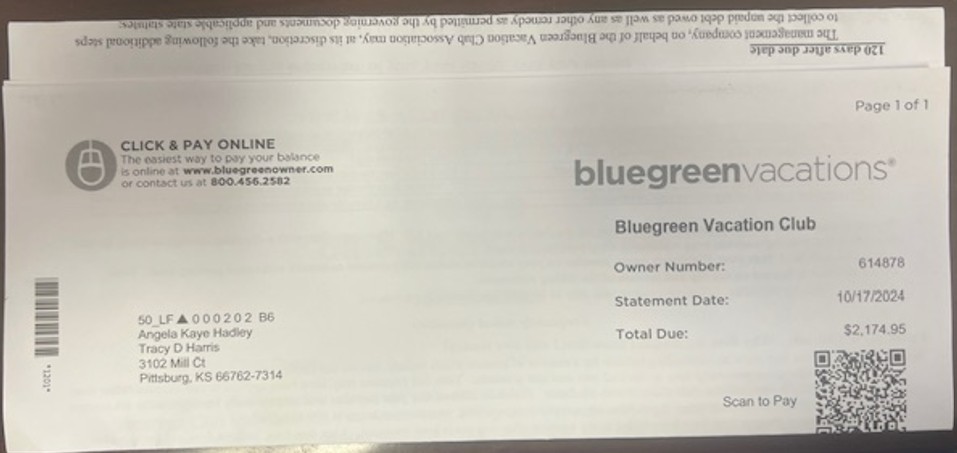 120 days after due date
The management company, on behalf of the Bluegreen Vacation Club Association may, at its discretion, take the following additional steps
to collect the unpaid debt owed as well as any other remedy as permitted by the governing documents and applicable state statutes:
Page 1 of 1
CLICK & PAY ONLINE
The easiest way to pay your balance
is online at www.bluegreenowner.com
or contact us at 800.456.2582
bluegreenvacations®
Bluegreen Vacation Club
Owner Number: 614878
Statement Date: 10/17/2024
Total Due: $2,174.95
50_LF▲000202 B6
Angela Kaye Hadley
Tracy D Harris
3102 Mill Ct
Pittsburg, KS 66762-7314
*1201*
Scan to Pay